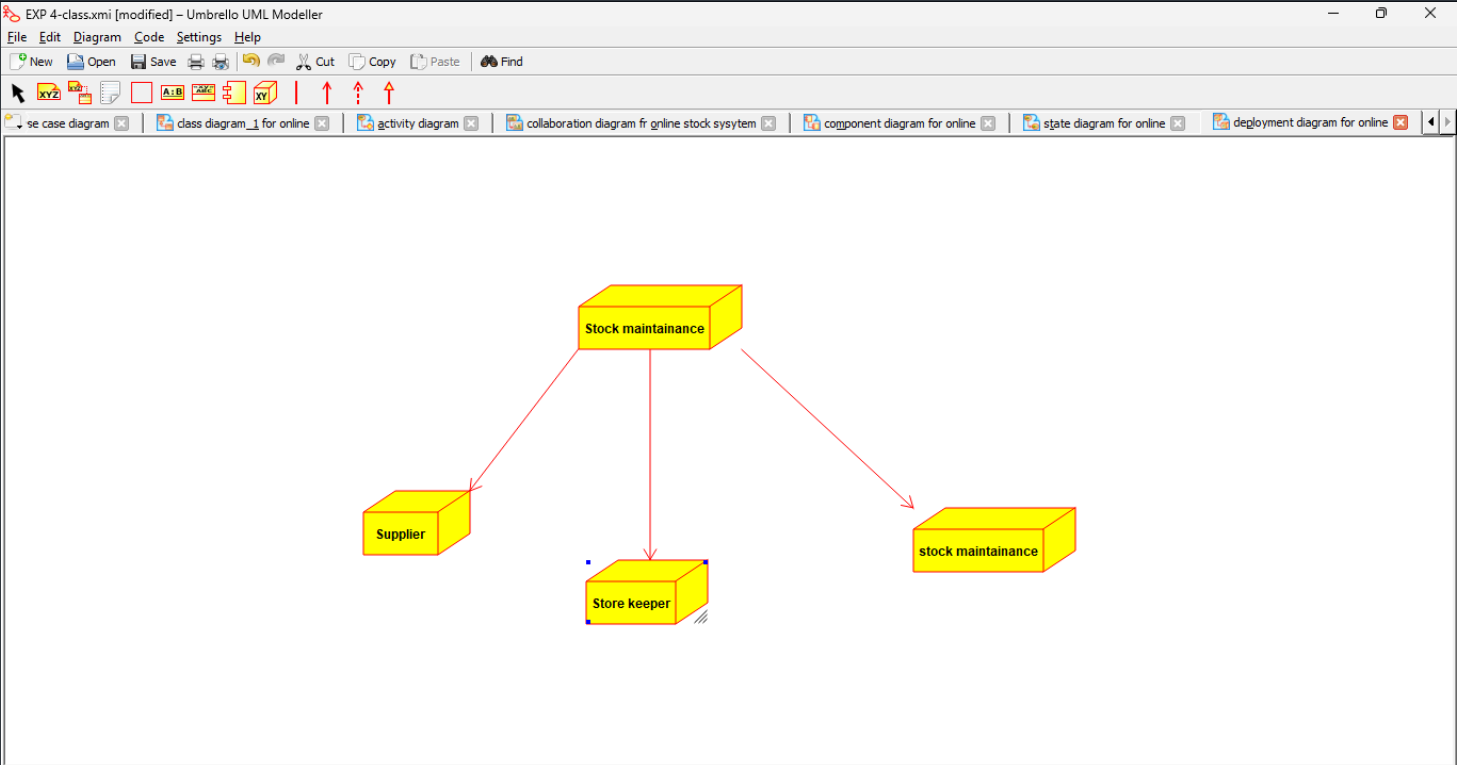 EXP 4-class.xmi [modified] – Umbrello UML Modeller
File Edit Diagram Code Settings Help
New Open Save Cut Copy Paste Find
XYZ XYZ A:B XY
se case diagram class diagram_1 for online activity diagram collaboration diagram fr online stock sysytem component diagram for online state diagram for online deployment diagram for online
Stock maintainance
Supplier
stock maintainance
Store keeper